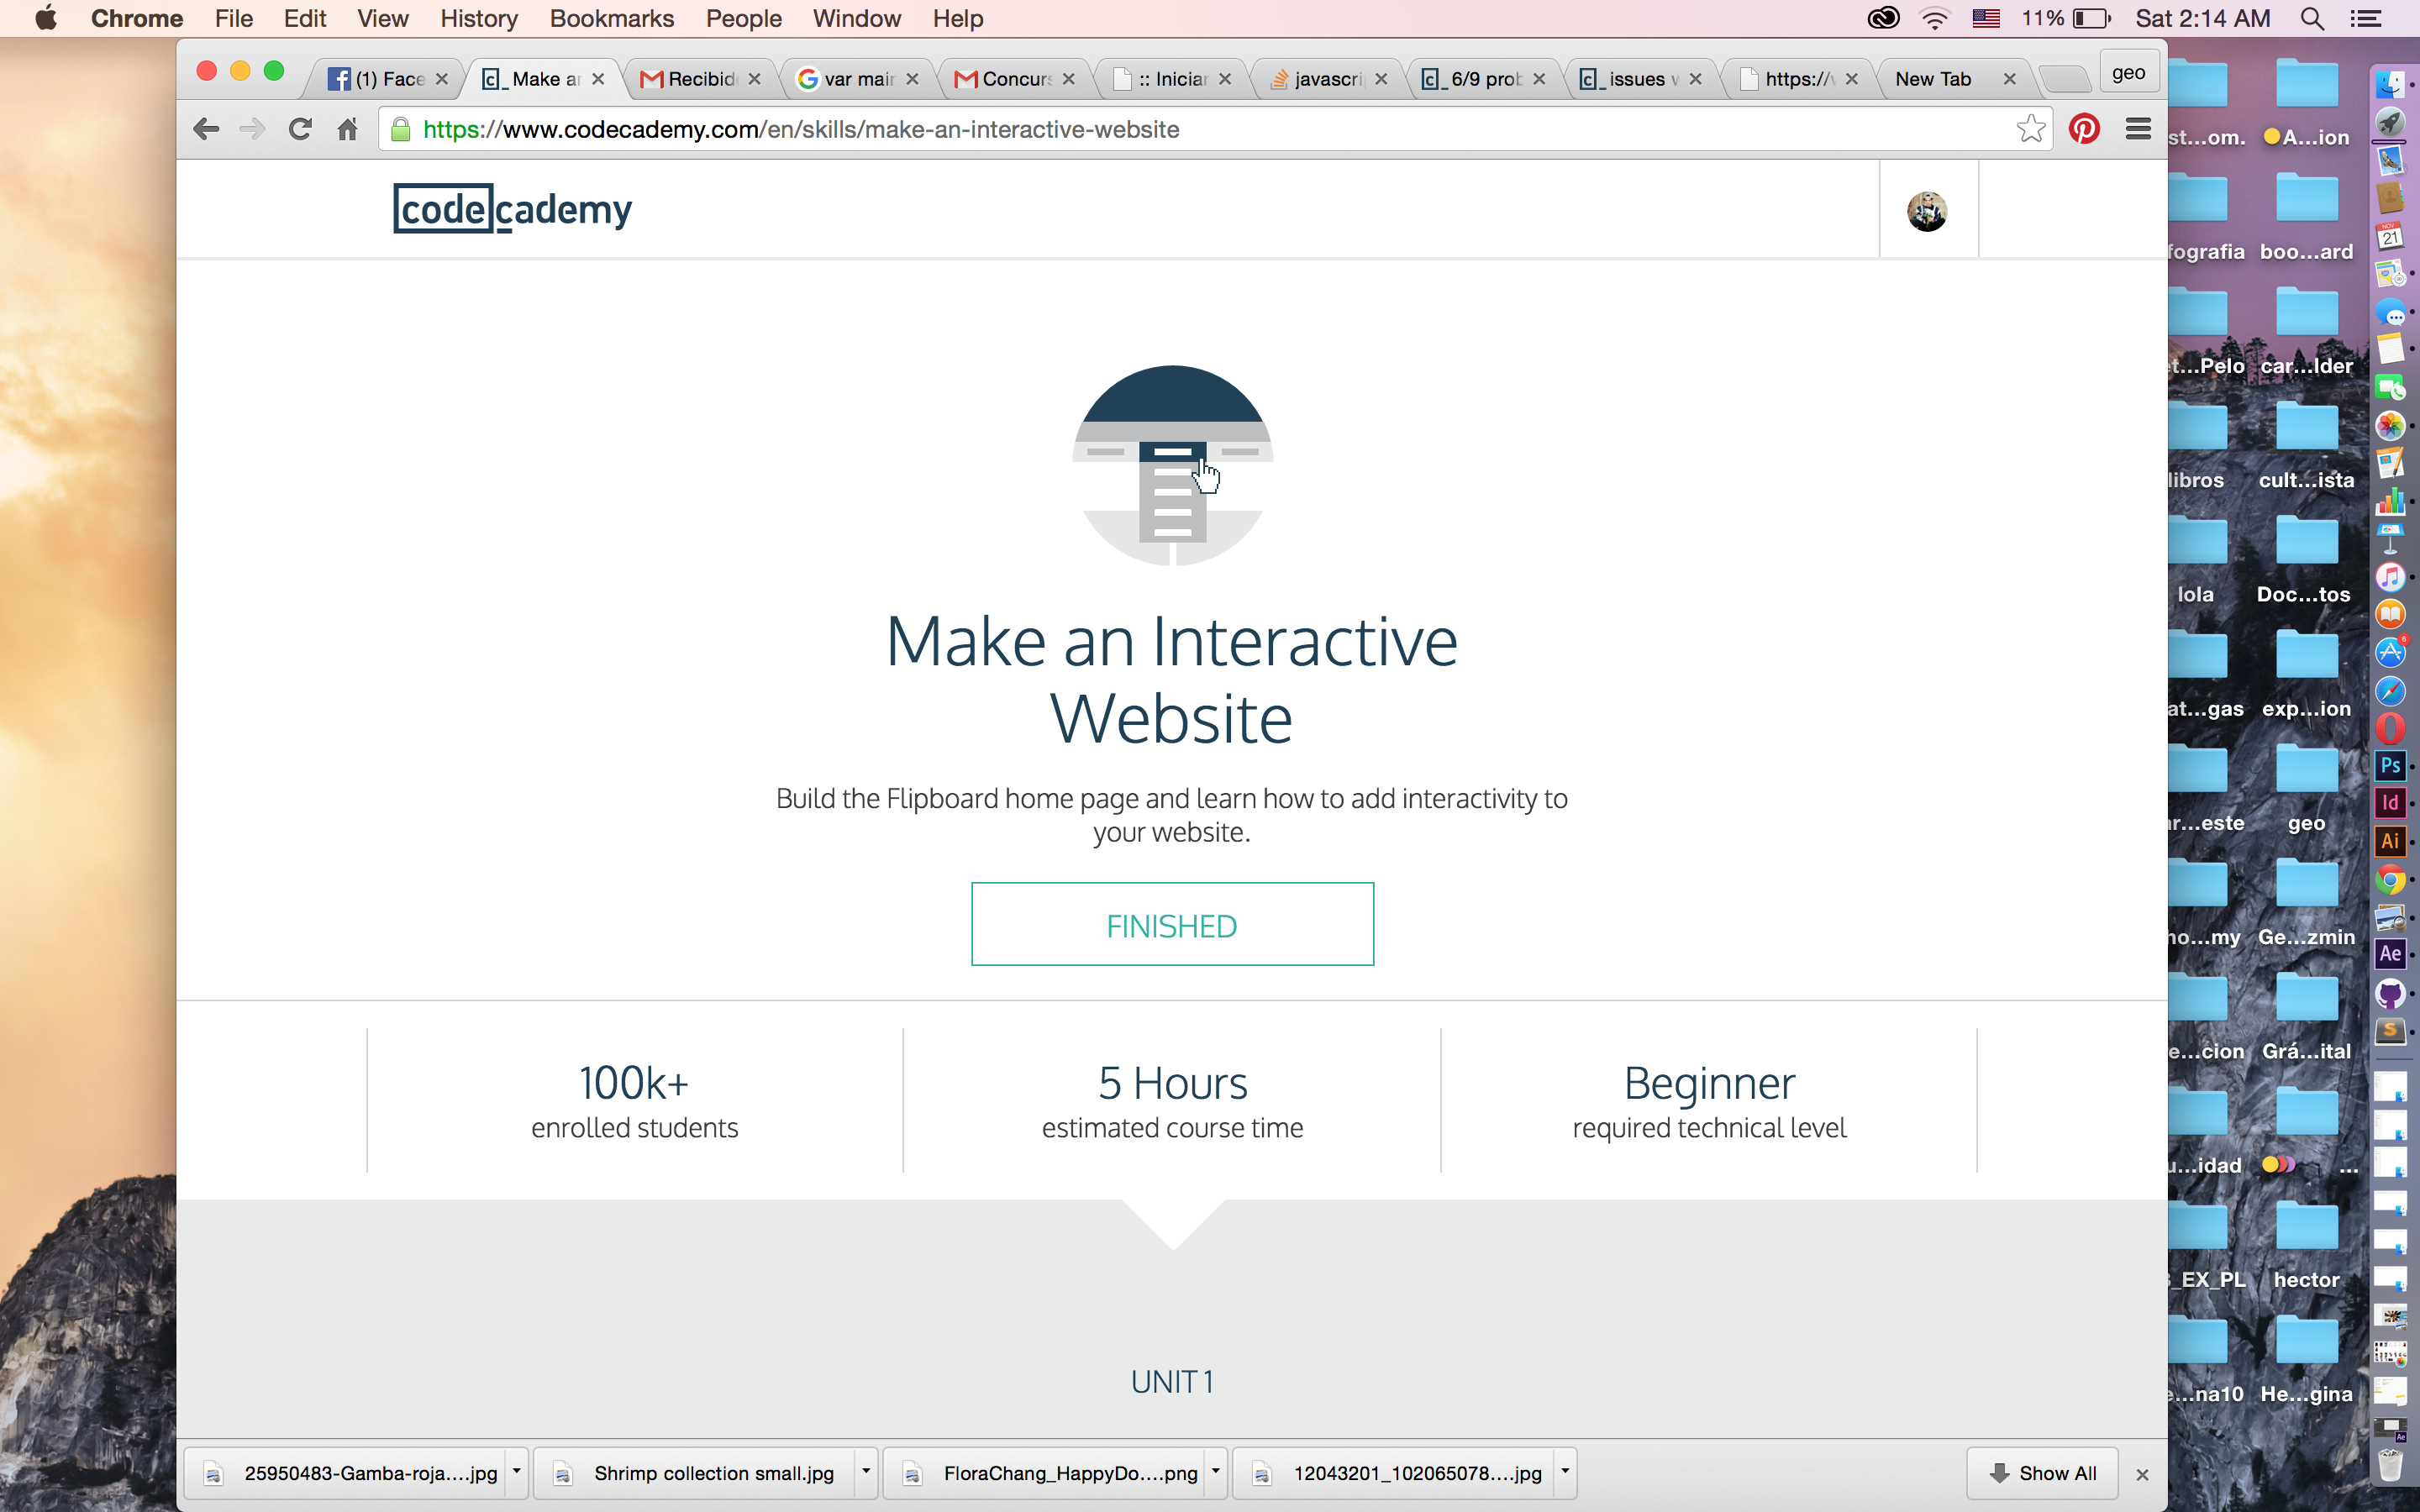 Chrome File Edit View History Bookmarks People Window Help 11% Sat 2:14 AM
(1) Face Make ar Recibid var mair Concurs :: Iniciar javascri 6/9 prob issues w https://v New Tab geo
https://www.codecademy.com/en/skills/make-an-interactive-website
codecademy
Make an Interactive
Website
Build the Flipboard home page and learn how to add interactivity to
your website.
FINISHED
100k+
enrolled students
5 Hours
estimated course time
Beginner
required technical level
UNIT 1
25950483-Gamba-roja....jpg Shrimp collection small.jpg FloraChang_HappyDo....png 12043201_102065078....jpg Show All
st...om. A...ion
fografia boo...ard
t...Pelo car...lder
libros cult...ista
lola Doc...tos
at...gas exp...ion
r...este geo
o...my Ge...zmin
e...cion Grá...ital
u...idad ...
_EX_PL hector
e...na10 He...gina
NOV
21
6
Ps
Id
Ai
Ae
S